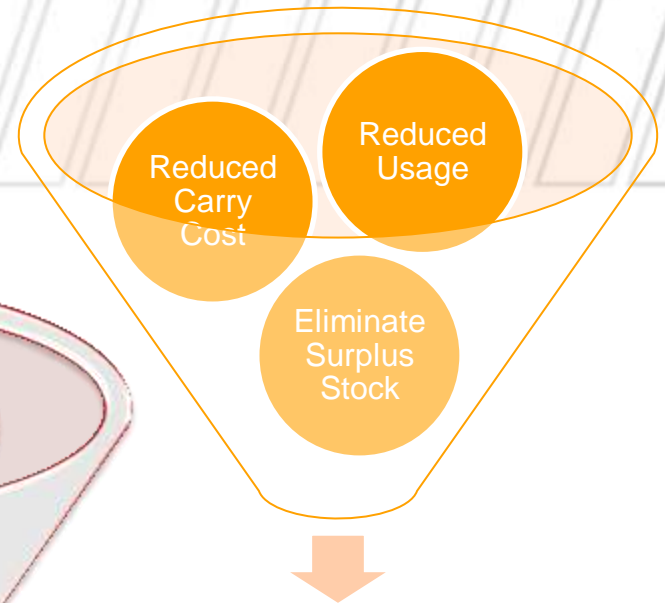 Reduced
Usage
Reduced
Carry
Cost
Eliminate
Surplus
Stock